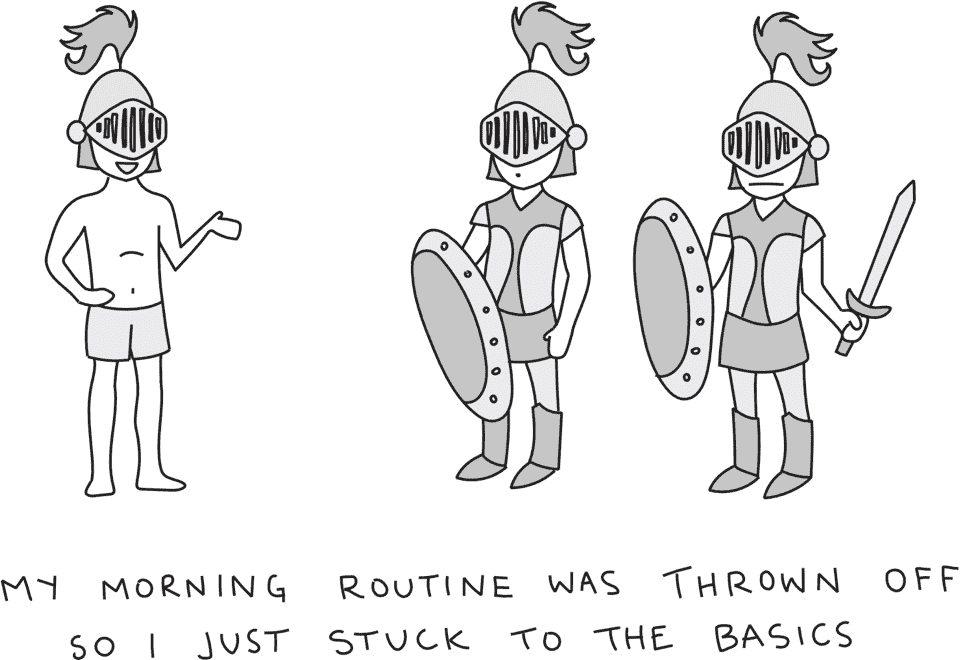 MY MORNING ROUTINE WAS THROWN OFF
SO I JUST STUCK TO THE BASICS